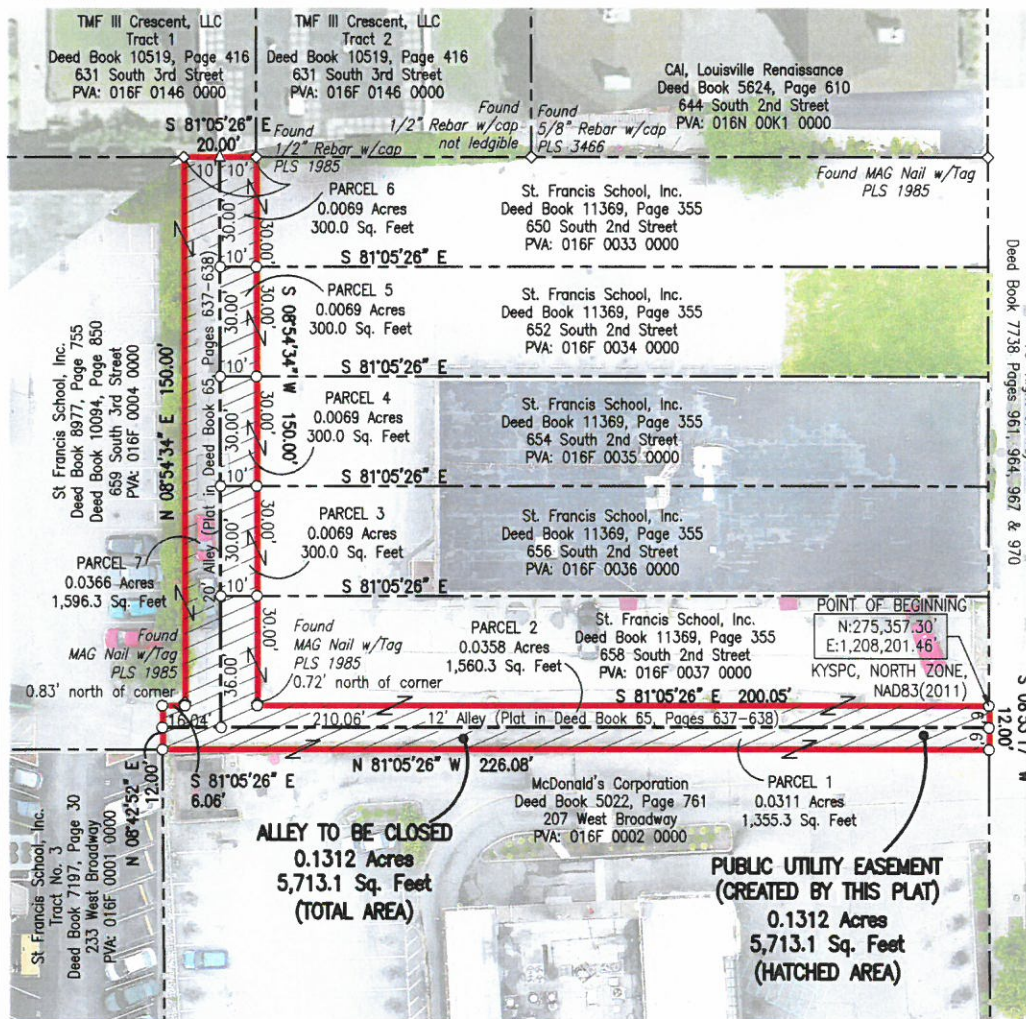 TMF III Crescent, LLC
Tract 1
Deed Book 10519, Page 416
631 South 3rd Street
PVA: 016F 0146 0000
TMF III Crescent, LLC
Tract 2
Deed Book 10519, Page 416
631 South 3rd Street
PVA: 016F 0146 0000
CAI, Louisville Renaissance
Deed Book 5624, Page 610
644 South 2nd Street
PVA: 016N 00K1 0000
S 81°05'26" E
20.00'
Found
1/2" Rebar w/cap
PLS 1985
Found
1/2" Rebar w/cap
not ledgible
Found
5/8" Rebar w/cap
PLS 3466
Found MAG Nail w/Tag
PLS 1985
10'
10'
30.00'
30.00'
PARCEL 6
0.0069 Acres
300.0 Sq. Feet
St. Francis School, Inc.
Deed Book 11369, Page 355
650 South 2nd Street
PVA: 016F 0033 0000
10'
S 81°05'26" E
30.00'
30.00'
PARCEL 5
0.0069 Acres
300.0 Sq. Feet
St. Francis School, Inc.
Deed Book 11369, Page 355
652 South 2nd Street
PVA: 016F 0034 0000
10'
S 81°05'26" E
S 08°54'34" W 150.00'
30.00'
30.00'
PARCEL 4
0.0069 Acres
300.0 Sq. Feet
St. Francis School, Inc.
Deed Book 11369, Page 355
654 South 2nd Street
PVA: 016F 0035 0000
10'
S 81°05'26" E
30.00'
30.00'
PARCEL 3
0.0069 Acres
300.0 Sq. Feet
St. Francis School, Inc.
Deed Book 11369, Page 355
656 South 2nd Street
PVA: 016F 0036 0000
10'
S 81°05'26" E
Deed Book 7738 Pages 961, 964, 967 & 970
St Francis School, Inc.
Deed Book 8977, Page 755
Deed Book 10094, Page 850
659 South 3rd Street
PVA: 016F 0004 0000
N 08°54'34" E 150.00'
20' Alley (Plat in Deed Book 65 Pages 637-638)
PARCEL 7
0.0366 Acres
1,596.3 Sq. Feet
Found
MAG Nail w/Tag
PLS 1985
0.83' north of corner
36.00'
30.00'
Found
MAG Nail w/Tag
PLS 1985
0.72' north of corner
PARCEL 2
0.0358 Acres
1,560.3 Sq. Feet
St. Francis School, Inc.
Deed Book 11369, Page 355
658 South 2nd Street
PVA: 016F 0037 0000
POINT OF BEGINNING
N:275,357.30'
E:1,208,201.46'
KYSPC, NORTH ZONE,
NAD83(2011)
S 81°05'26" E 200.05'
16.04'
210.06'
12' Alley (Plat in Deed Book 65, Pages 637-638)
6'
6'
12.00'
N 08°42'52" E
12.00'
S 81°05'26" E
6.06'
N 81°05'26" W 226.08'
McDonald's Corporation
Deed Book 5022, Page 761
207 West Broadway
PVA: 016F 0002 0000
PARCEL 1
0.0311 Acres
1,355.3 Sq. Feet
ALLEY TO BE CLOSED
0.1312 Acres
5,713.1 Sq. Feet
(TOTAL AREA)
PUBLIC UTILITY EASEMENT
(CREATED BY THIS PLAT)
0.1312 Acres
5,713.1 Sq. Feet
(HATCHED AREA)
St Francis School, Inc.
Tract No. 3
Deed Book 7197, Page 30
233 West Broadway
PVA: 016F 0001 0000